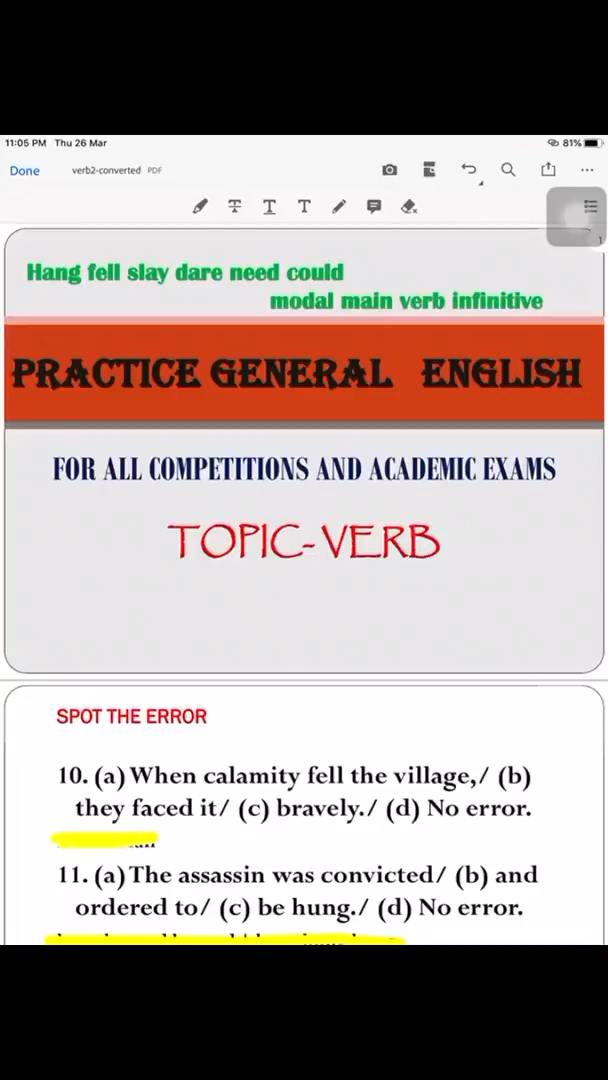 11:05 PM Thu 26 Mar
81%
Done
verb2-converted PDF
T T T
1
Hang fell slay dare need could
modal main verb infinitive
PRACTICE GENERAL ENGLISH
FOR ALL COMPETITIONS AND ACADEMIC EXAMS
TOPIC-VERB
SPOT THE ERROR
10. (a) When calamity fell the village,/ (b)
they faced it/ (c) bravely./ (d) No error.
11. (a) The assassin was convicted/ (b) and
ordered to/ (c) be hung./ (d) No error.